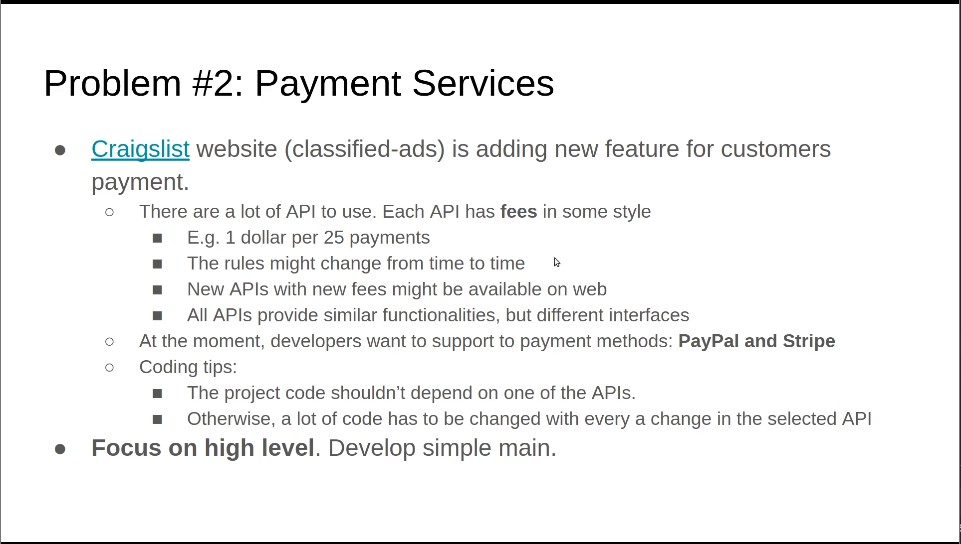 Problem #2: Payment Services
● Craigslist website (classified-ads) is adding new feature for customers
payment.
○ There are a lot of API to use. Each API has fees in some style
■ E.g. 1 dollar per 25 payments
■ The rules might change from time to time
■ New APIs with new fees might be available on web
■ All APIs provide similar functionalities, but different interfaces
○ At the moment, developers want to support to payment methods: PayPal and Stripe
○ Coding tips:
■ The project code shouldn’t depend on one of the APIs.
■ Otherwise, a lot of code has to be changed with every a change in the selected API
● Focus on high level. Develop simple main.